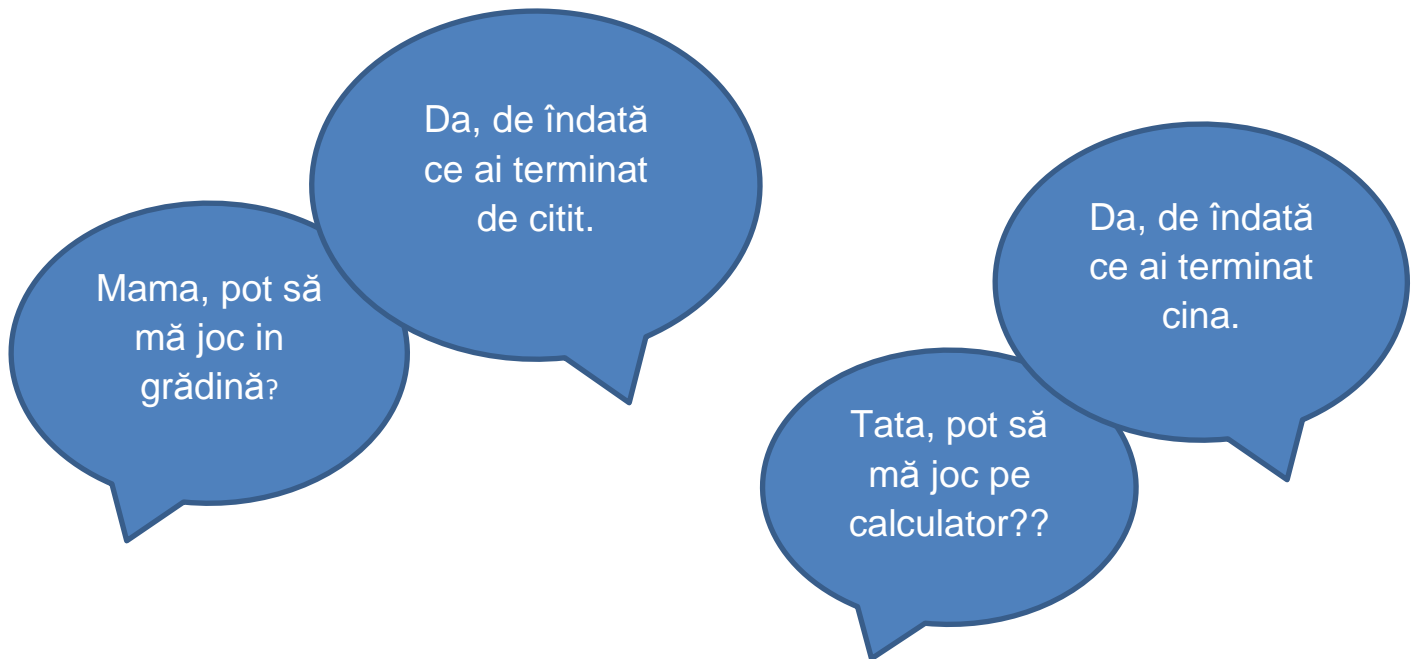 Mama, pot să
mă joc in
grădină?
Da, de îndată
ce ai terminat
de citit.
Tata, pot să
mă joc pe
calculator??
Da, de îndată
ce ai terminat
cina.